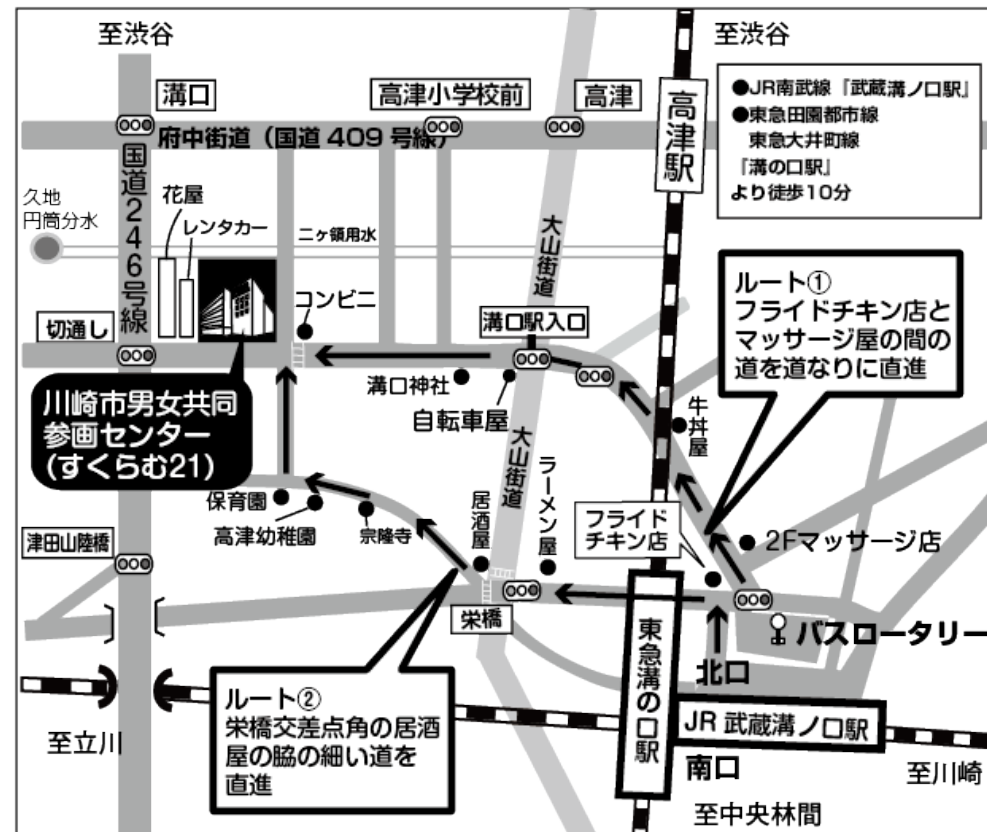 至渋谷
至渋谷
溝口
高津小学校前
高津
府中街道（国道409号線）
国道246号線
高津駅
●JR南武線『武蔵溝ノ口駅』
●東急田園都市線
東急大井町線
『溝の口駅』
より徒歩10分
久地
円筒分水
花屋
レンタカー
二ヶ領用水
大山街道
コンビニ
切通し
溝口駅入口
ルート①
フライドチキン店と
マッサージ屋の間の
道を道なりに直進
川崎市男女共同
参画センター
(すくらむ21)
溝口神社
自転車屋
大山街道
牛丼屋
保育園
高津幼稚園
宗隆寺
居酒屋
ラーメン屋
フライド
チキン店
2Fマッサージ店
津田山陸橋
栄橋
バスロータリー
北口
東急溝の口駅
JR武蔵溝ノ口駅
南口
ルート②
栄橋交差点角の居酒
屋の脇の細い道を
直進
至立川
至川崎
至中央林間